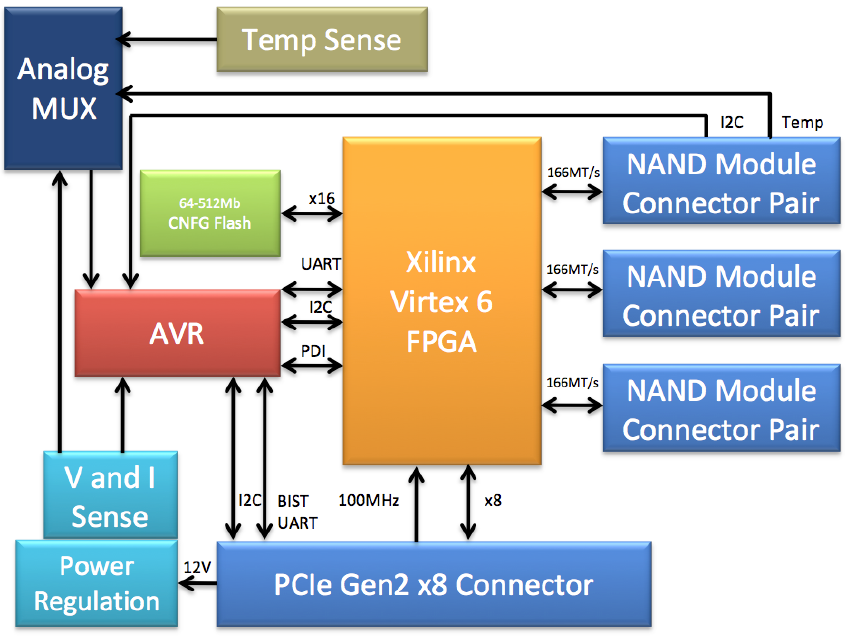 Temp Sense
Analog
MUX
I2C
Temp
NAND Module
Connector Pair
166MT/s
64-512Mb
CNFG Flash
x16
Xilinx
Virtex 6
FPGA
UART
I2C
PDI
AVR
166MT/s
NAND Module
Connector Pair
166MT/s
NAND Module
Connector Pair
V and I
Sense
I2C
BIST
UART
100MHz
x8
Power
Regulation
12V
PCIe Gen2 x8 Connector